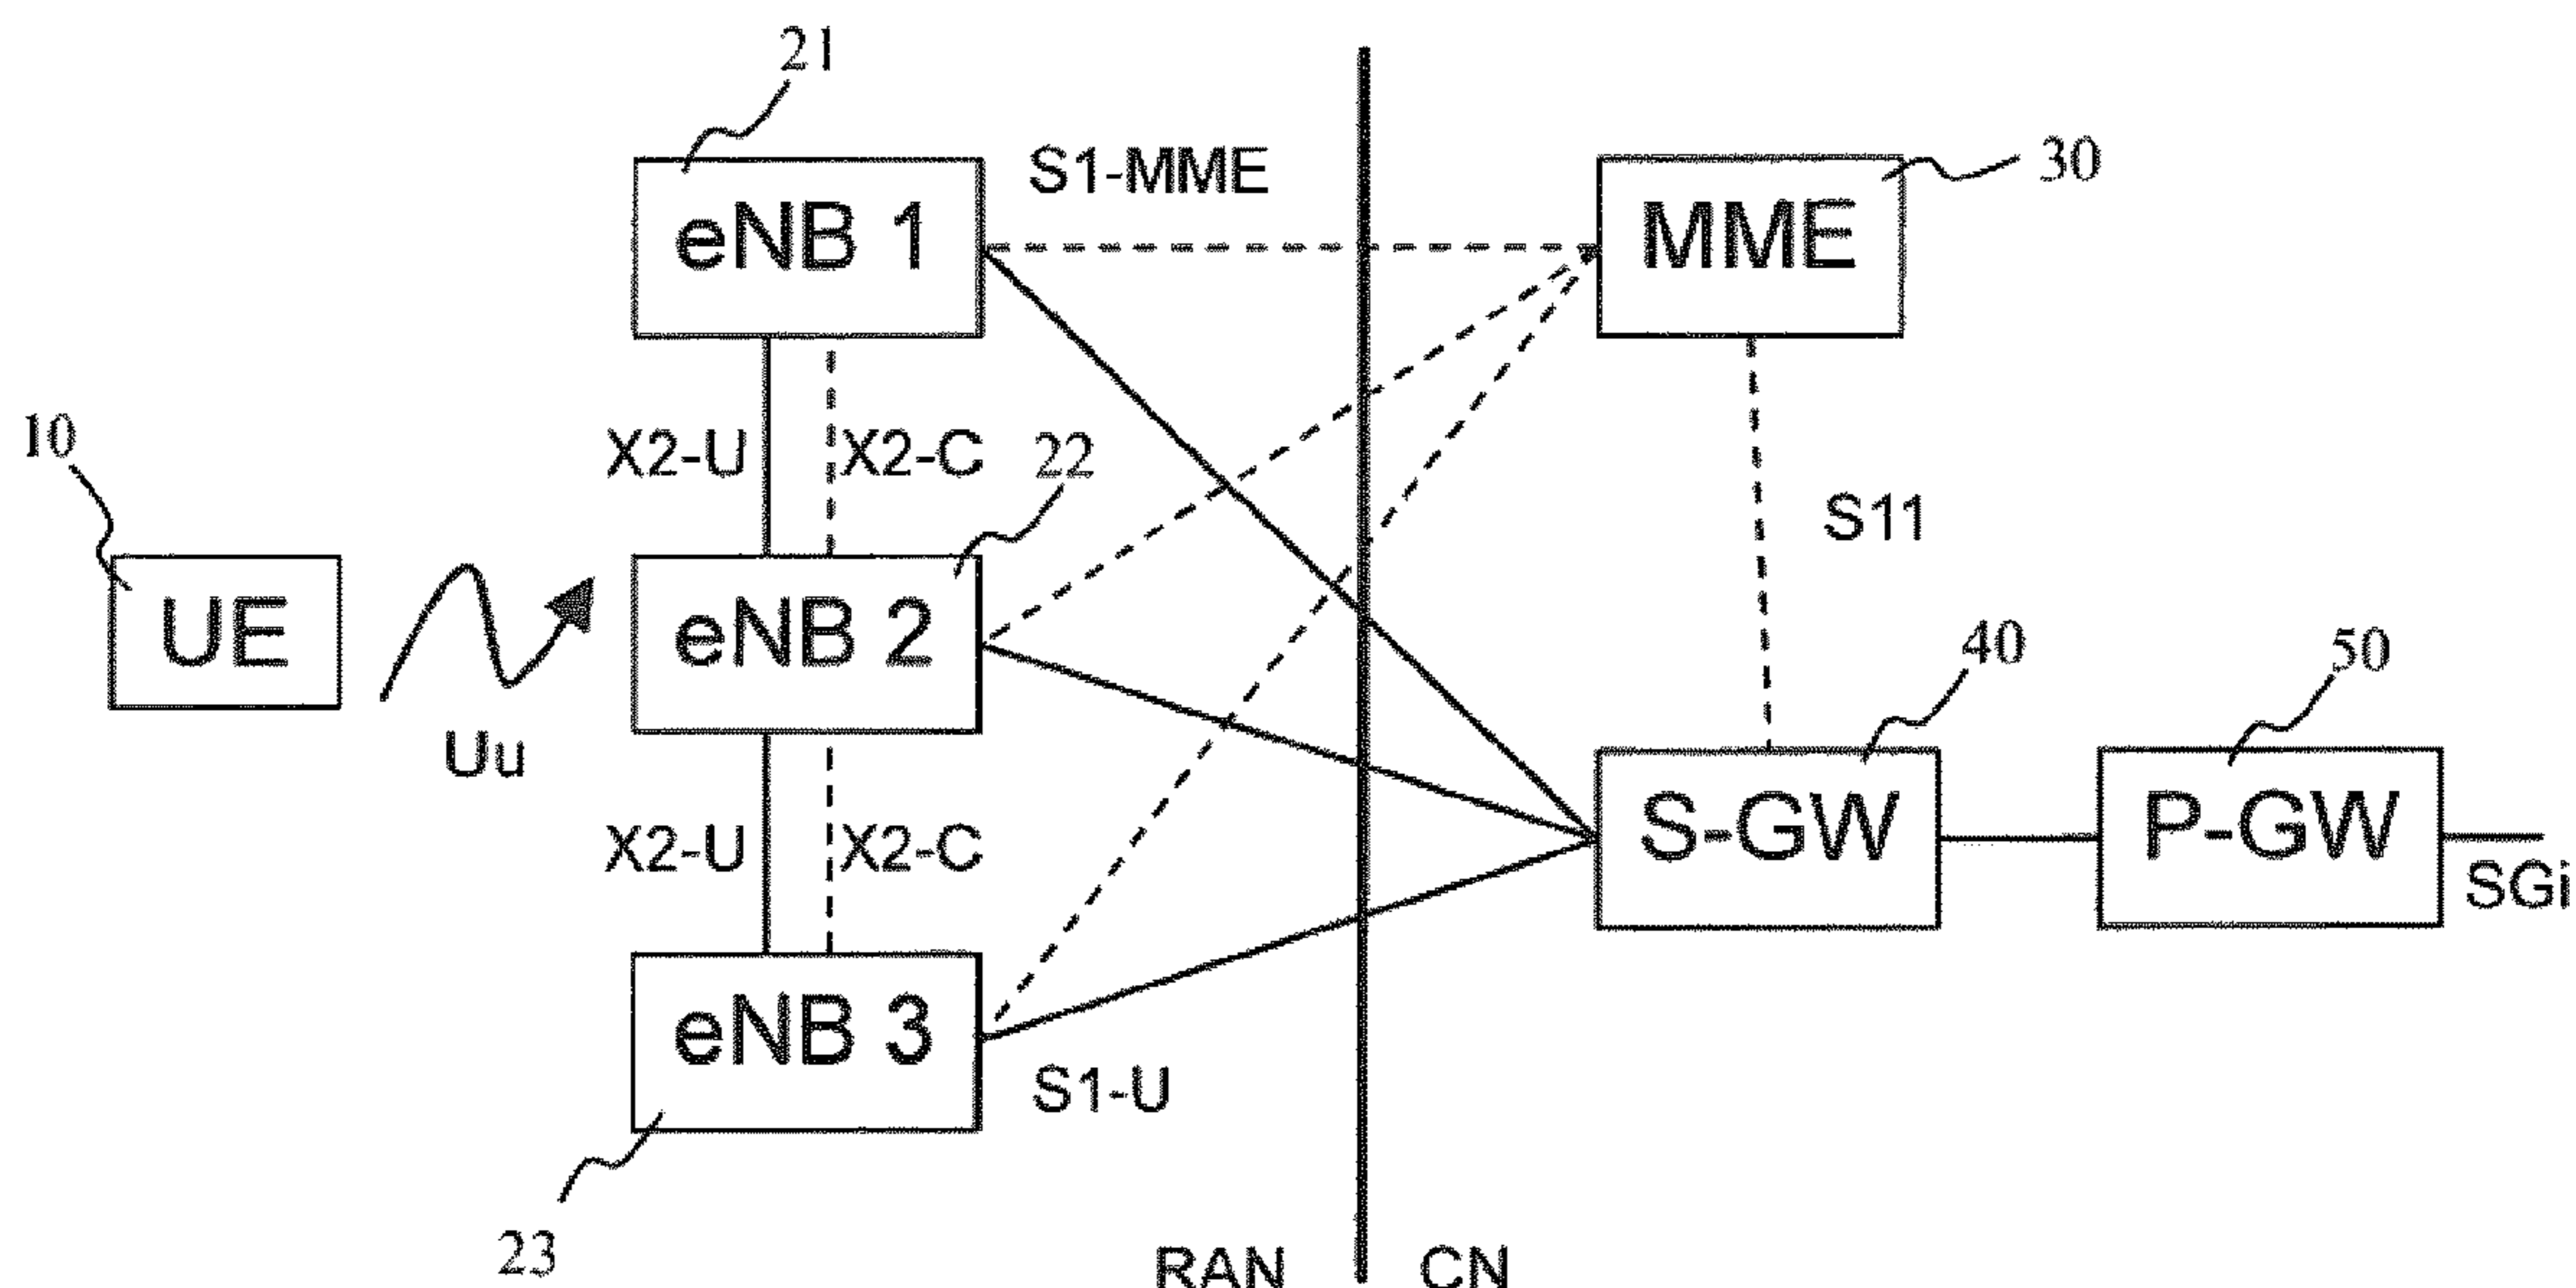 21
S1-MME
30
eNB 1
MME
10
X2-U
X2-C
22
S11
UE
eNB 2
40
50
Uu
X2-U
X2-C
S-GW
P-GW
SGi
eNB 3
S1-U
23
RAN
CN